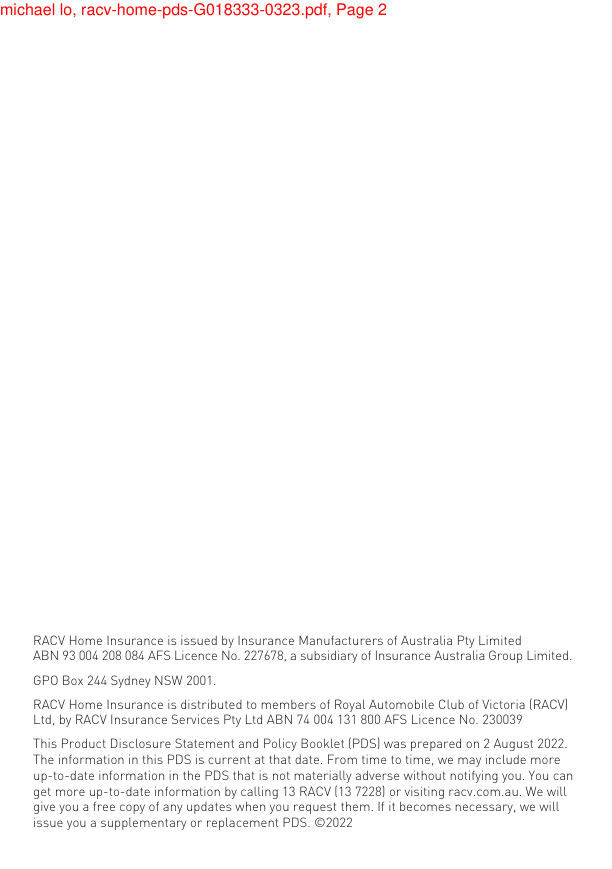 michael lo, racv-home-pds-G018333-0323.pdf, Page 2
RACV Home Insurance is issued by Insurance Manufacturers of Australia Pty Limited
ABN 93 004 208 084 AFS Licence No. 227678, a subsidiary of Insurance Australia Group Limited.
GPO Box 244 Sydney NSW 2001.
RACV Home Insurance is distributed to members of Royal Automobile Club of Victoria (RACV)
Ltd, by RACV Insurance Services Pty Ltd ABN 74 004 131 800 AFS Licence No. 230039
This Product Disclosure Statement and Policy Booklet (PDS) was prepared on 2 August 2022.
The information in this PDS is current at that date. From time to time, we may include more
up-to-date information in the PDS that is not materially adverse without notifying you. You can
get more up-to-date information by calling 13 RACV (13 7228) or visiting racv.com.au. We will
give you a free copy of any updates when you request them. If it becomes necessary, we will
issue you a supplementary or replacement PDS. ©2022